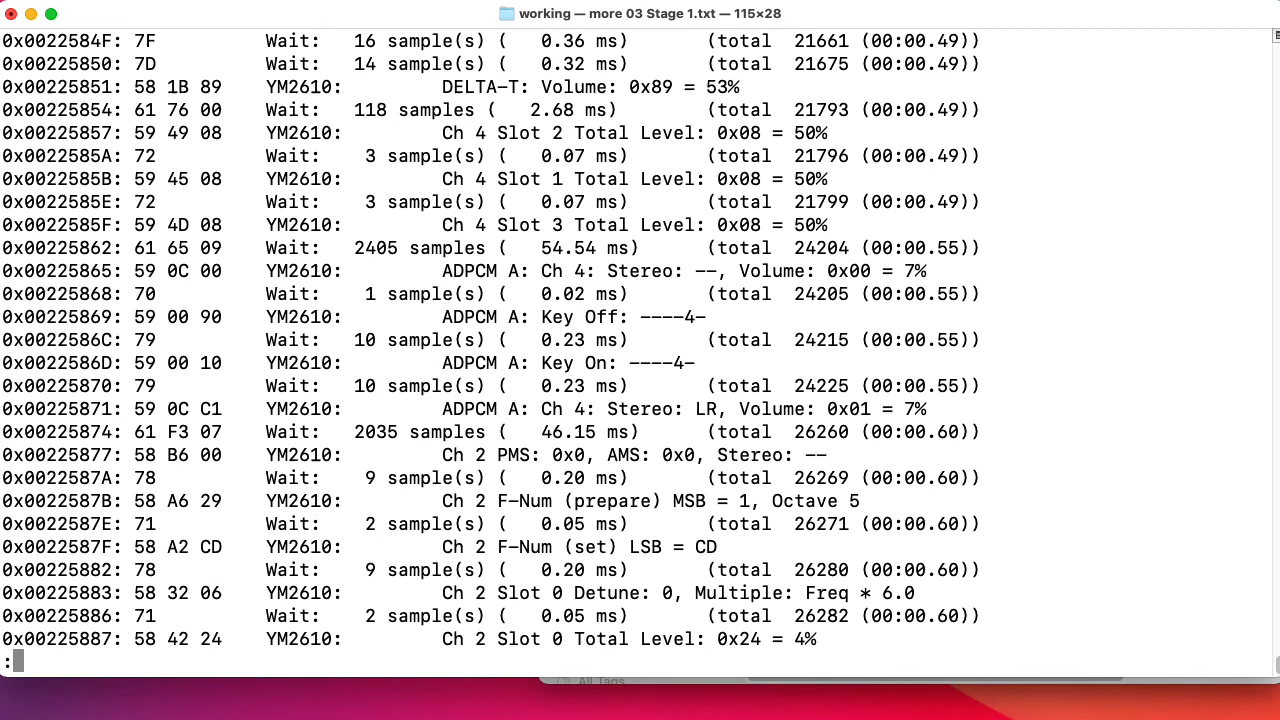 working — more 03 Stage 1.txt — 115×28
0x0022584F: 7F Wait: 16 sample(s) ( 0.36 ms) (total 21661 (00:00.49))
0x00225850: 7D Wait: 14 sample(s) ( 0.32 ms) (total 21675 (00:00.49))
0x00225851: 58 1B 89 YM2610: DELTA-T: Volume: 0x89 = 53%
0x00225854: 61 76 00 Wait: 118 samples ( 2.68 ms) (total 21793 (00:00.49))
0x00225857: 59 49 08 YM2610: Ch 4 Slot 2 Total Level: 0x08 = 50%
0x0022585A: 72 Wait: 3 sample(s) ( 0.07 ms) (total 21796 (00:00.49))
0x0022585B: 59 45 08 YM2610: Ch 4 Slot 1 Total Level: 0x08 = 50%
0x0022585E: 72 Wait: 3 sample(s) ( 0.07 ms) (total 21799 (00:00.49))
0x0022585F: 59 4D 08 YM2610: Ch 4 Slot 3 Total Level: 0x08 = 50%
0x00225862: 61 65 09 Wait: 2405 samples ( 54.54 ms) (total 24204 (00:00.55))
0x00225865: 59 0C 00 YM2610: ADPCM A: Ch 4: Stereo: --, Volume: 0x00 = 7%
0x00225868: 70 Wait: 1 sample(s) ( 0.02 ms) (total 24205 (00:00.55))
0x00225869: 59 00 90 YM2610: ADPCM A: Key Off: ----4-
0x0022586C: 79 Wait: 10 sample(s) ( 0.23 ms) (total 24215 (00:00.55))
0x0022586D: 59 00 10 YM2610: ADPCM A: Key On: ----4-
0x00225870: 79 Wait: 10 sample(s) ( 0.23 ms) (total 24225 (00:00.55))
0x00225871: 59 0C C1 YM2610: ADPCM A: Ch 4: Stereo: LR, Volume: 0x01 = 7%
0x00225874: 61 F3 07 Wait: 2035 samples ( 46.15 ms) (total 26260 (00:00.60))
0x00225877: 58 B6 00 YM2610: Ch 2 PMS: 0x0, AMS: 0x0, Stereo: --
0x0022587A: 78 Wait: 9 sample(s) ( 0.20 ms) (total 26269 (00:00.60))
0x0022587B: 58 A6 29 YM2610: Ch 2 F-Num (prepare) MSB = 1, Octave 5
0x0022587E: 71 Wait: 2 sample(s) ( 0.05 ms) (total 26271 (00:00.60))
0x0022587F: 58 A2 CD YM2610: Ch 2 F-Num (set) LSB = CD
0x00225882: 78 Wait: 9 sample(s) ( 0.20 ms) (total 26280 (00:00.60))
0x00225883: 58 32 06 YM2610: Ch 2 Slot 0 Detune: 0, Multiple: Freq * 6.0
0x00225886: 71 Wait: 2 sample(s) ( 0.05 ms) (total 26282 (00:00.60))
0x00225887: 58 42 24 YM2610: Ch 2 Slot 0 Total Level: 0x24 = 4%
:
All Tags